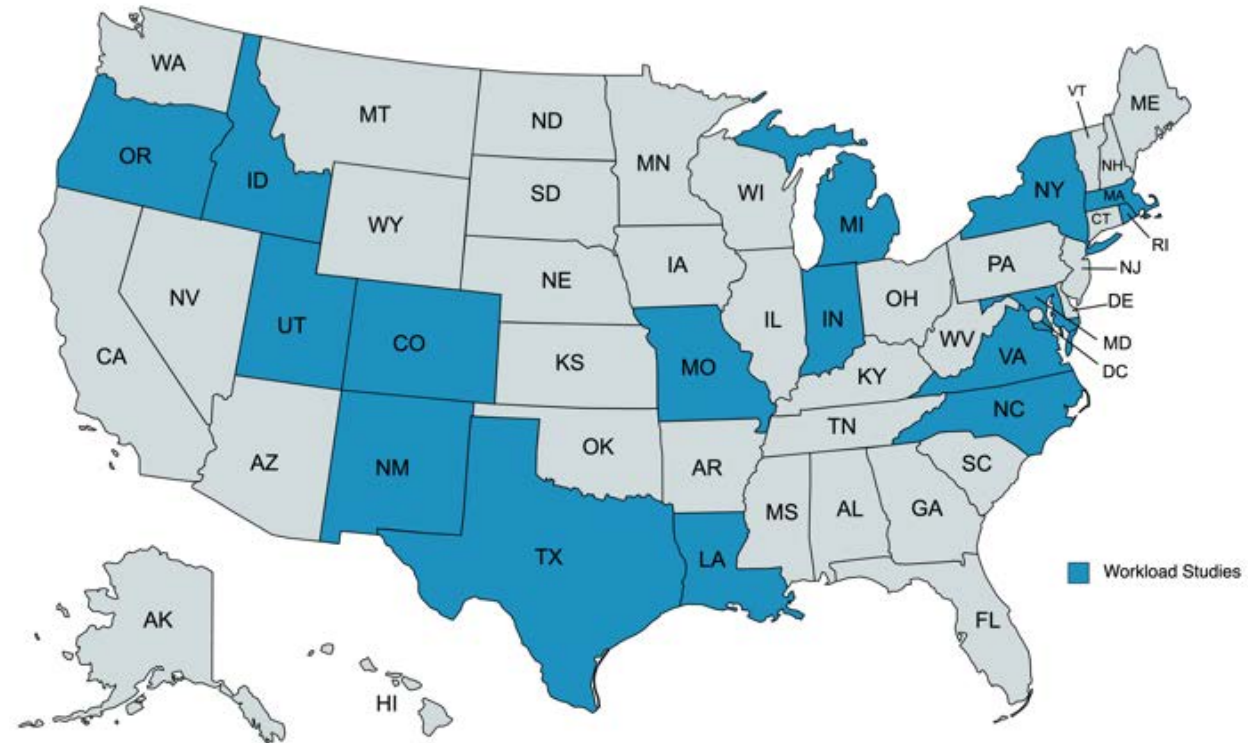 WA
MT
ND
MN
VT
ME
OR
ID
SD
WI
NH
NY
MA
WY
MI
CT
RI
IA
PA
NJ
NE
NV
OH
DE
UT
IL
IN
CO
WV
MD
CA
KS
MO
VA
DC
KY
NC
TN
AZ
NM
OK
AR
SC
MS
AL
GA
TX
LA
Workload Studies
AK
FL
HI